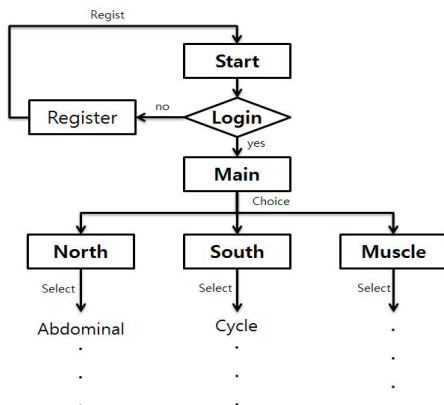 Regist
Start
Register
no
Login
yes
Main
Choice
North
South
Muscle
Select
Select
Select
Abdominal
Cycle